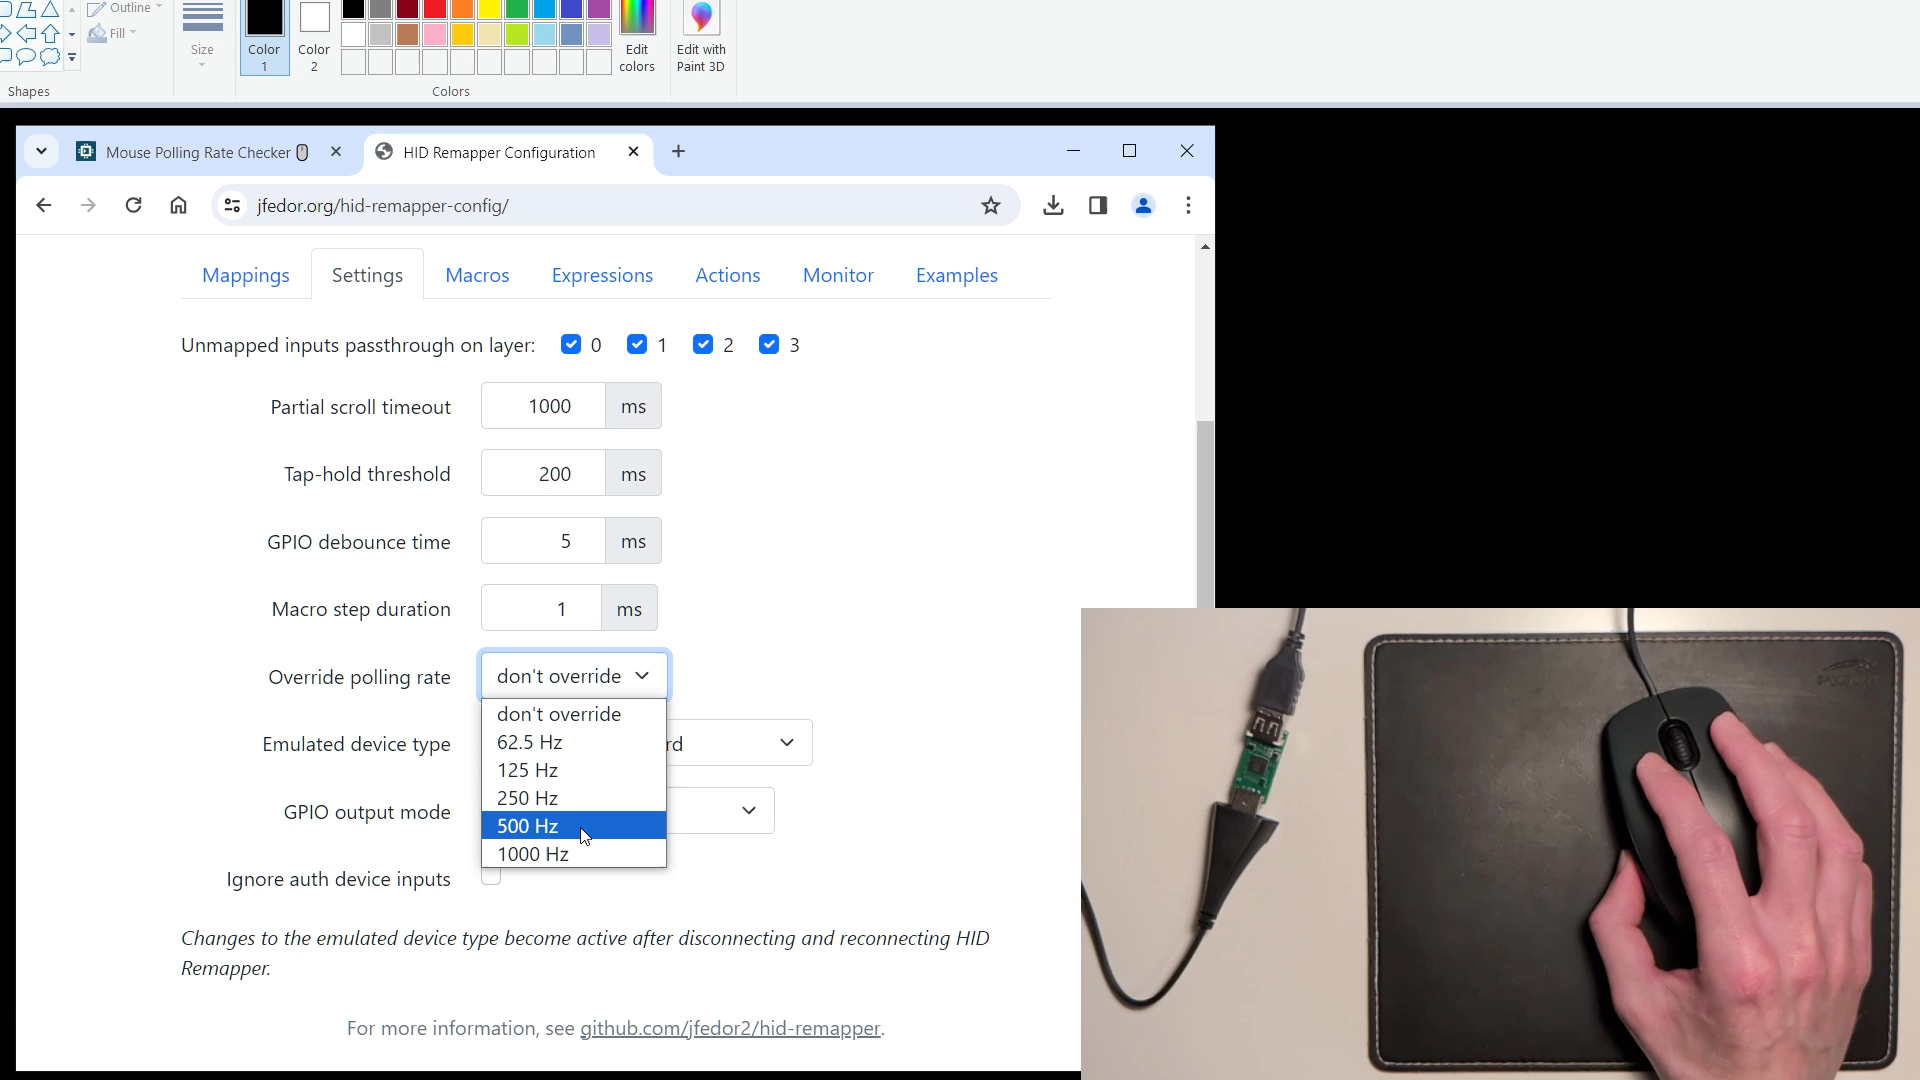 Outline
Fill
Size
Color
1
Color
2
Edit
colors
Edit with
Paint 3D
Shapes
Colors
Mouse Polling Rate Checker
HID Remapper Configuration
jfedor.org/hid-remapper-config/
Mappings Settings Macros Expressions Actions Monitor Examples
Unmapped inputs passthrough on layer: 0 1 2 3
Partial scroll timeout 1000 ms
Tap-hold threshold 200 ms
GPIO debounce time 5 ms
Macro step duration 1 ms
Override polling rate don't override
don't override
62.5 Hz
Emulated device type rd
125 Hz
250 Hz
GPIO output mode
500 Hz
1000 Hz
Ignore auth device inputs
Changes to the emulated device type become active after disconnecting and reconnecting HID
Remapper.
For more information, see github.com/jfedor2/hid-remapper.